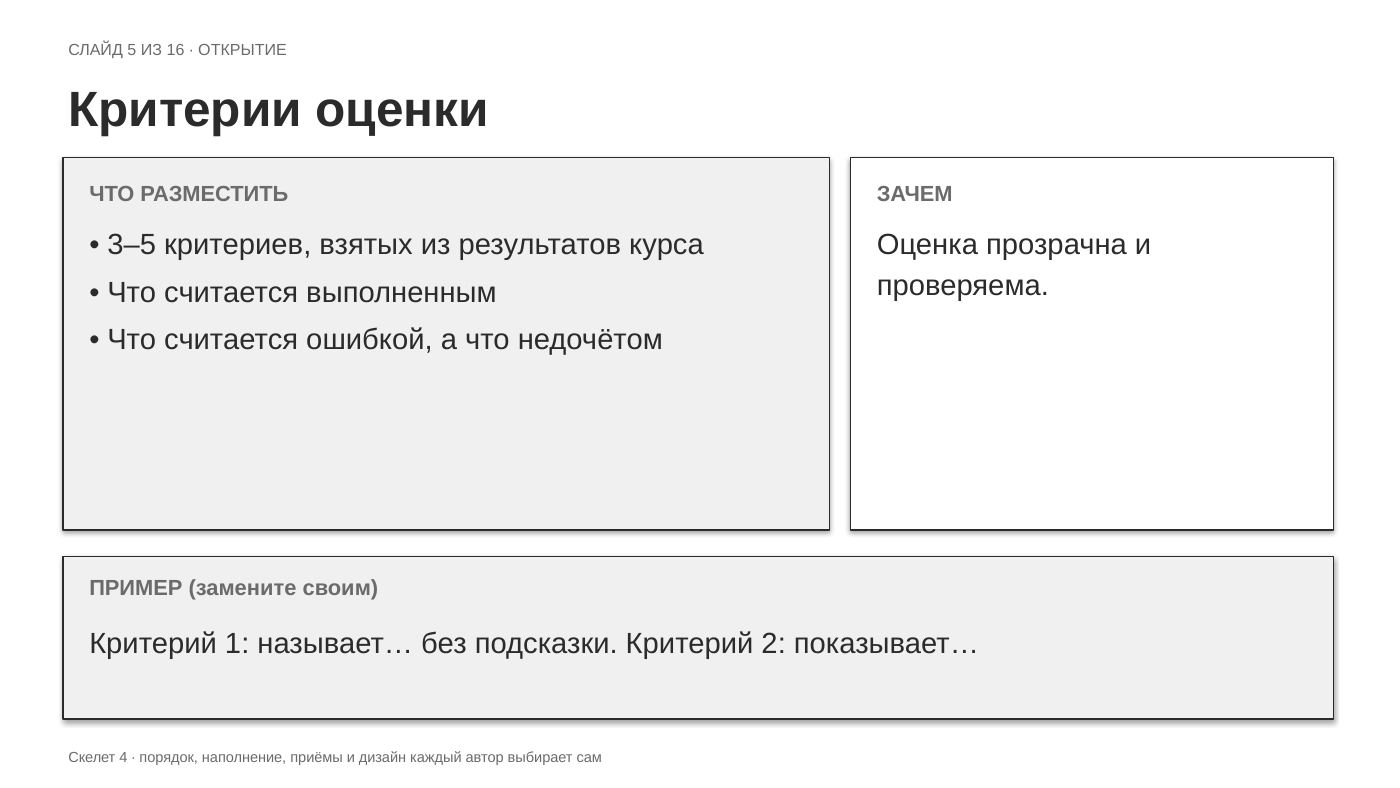 СЛАЙД 5 ИЗ 16 · ОТКРЫТИЕ
Критерии оценки
ЧТО РАЗМЕСТИТЬ
• 3–5 критериев, взятых из результатов курса
• Что считается выполненным
• Что считается ошибкой, а что недочётом
ЗАЧЕМ
Оценка прозрачна и
проверяема.
ПРИМЕР (замените своим)
Критерий 1: называет… без подсказки. Критерий 2: показывает…
Скелет 4 · порядок, наполнение, приёмы и дизайн каждый автор выбирает сам